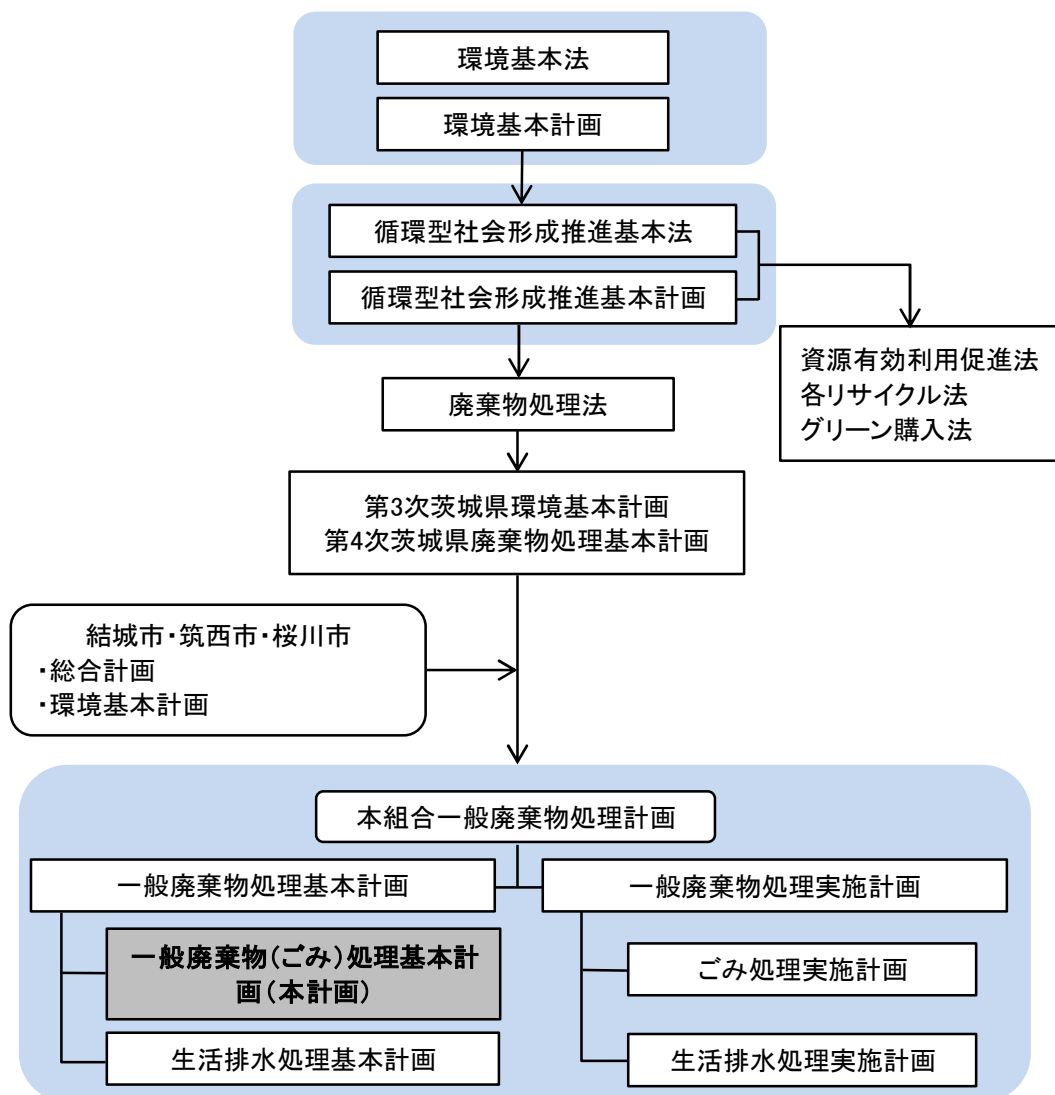 環境基本法
環境基本計画
循環型社会形成推進基本法
循環型社会形成推進基本計画
資源有効利用促進法
各リサイクル法
グリーン購入法
廃棄物処理法
第3次茨城県環境基本計画
第4次茨城県廃棄物処理基本計画
結城市・筑西市・桜川市
・総合計画
・環境基本計画
本組合一般廃棄物処理計画
一般廃棄物処理基本計画
一般廃棄物(ごみ)処理基本計
画(本計画)
生活排水処理基本計画
一般廃棄物処理実施計画
ごみ処理実施計画
生活排水処理実施計画